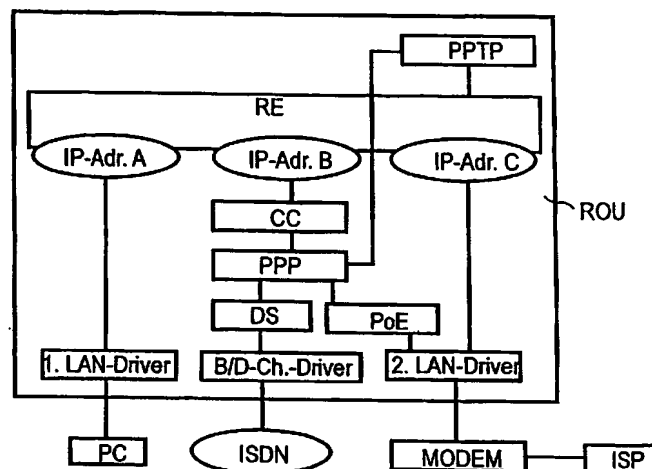 PPTP
RE
IP-Adr. A
IP-Adr. B
IP-Adr. C
ROU
CC
PPP
DS
PoE
1. LAN-Driver
B/D-Ch.-Driver
2. LAN-Driver
PC
ISDN
MODEM
ISP